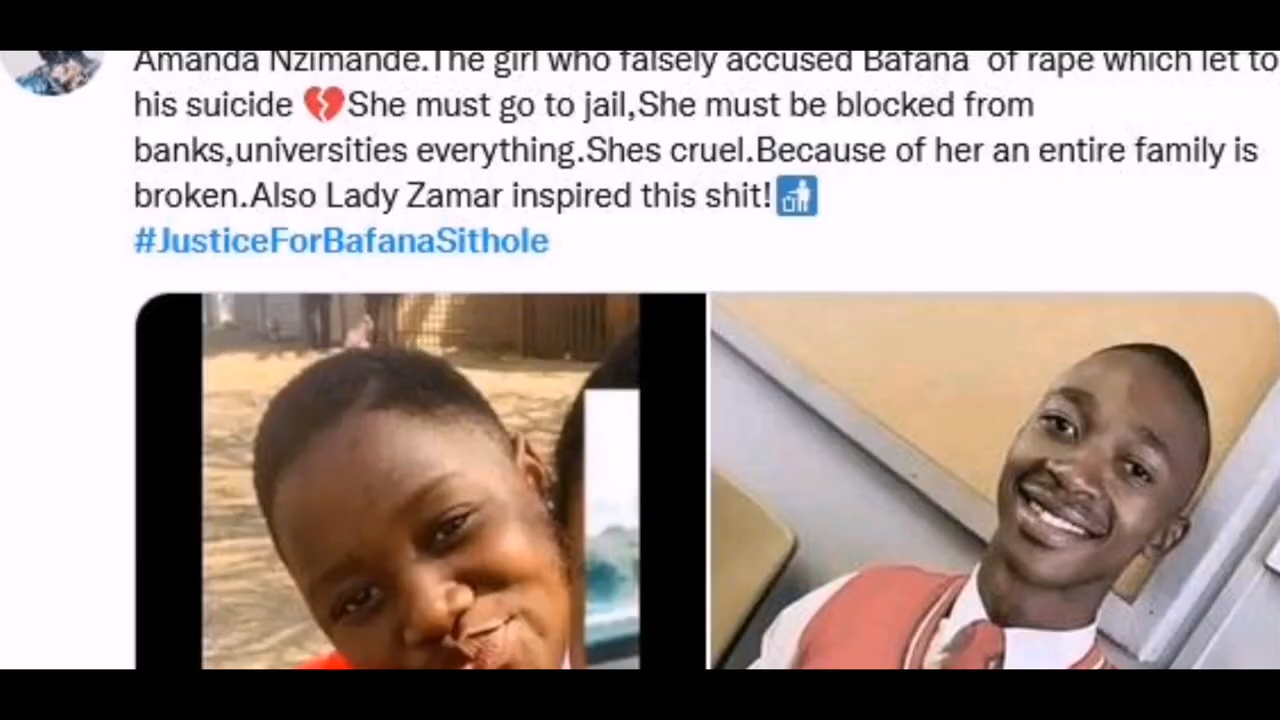 Amanda Nzimande.The girl who falsely accused Bafana of rape which let to
his suicide 💔She must go to jail,She must be blocked from
banks,universities everything.Shes cruel.Because of her an entire family is
broken.Also Lady Zamar inspired this shit!🚮
#JusticeForBafanaSithole